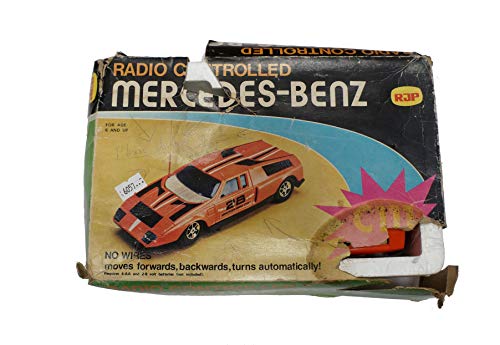 RADIO CONTROLLED
RADIO CONTROLLED
MERCEDES-BENZ
RJP
FOR AGE
6 AND UP
28
NO WIRES
moves forwards, backwards, turns automatically!